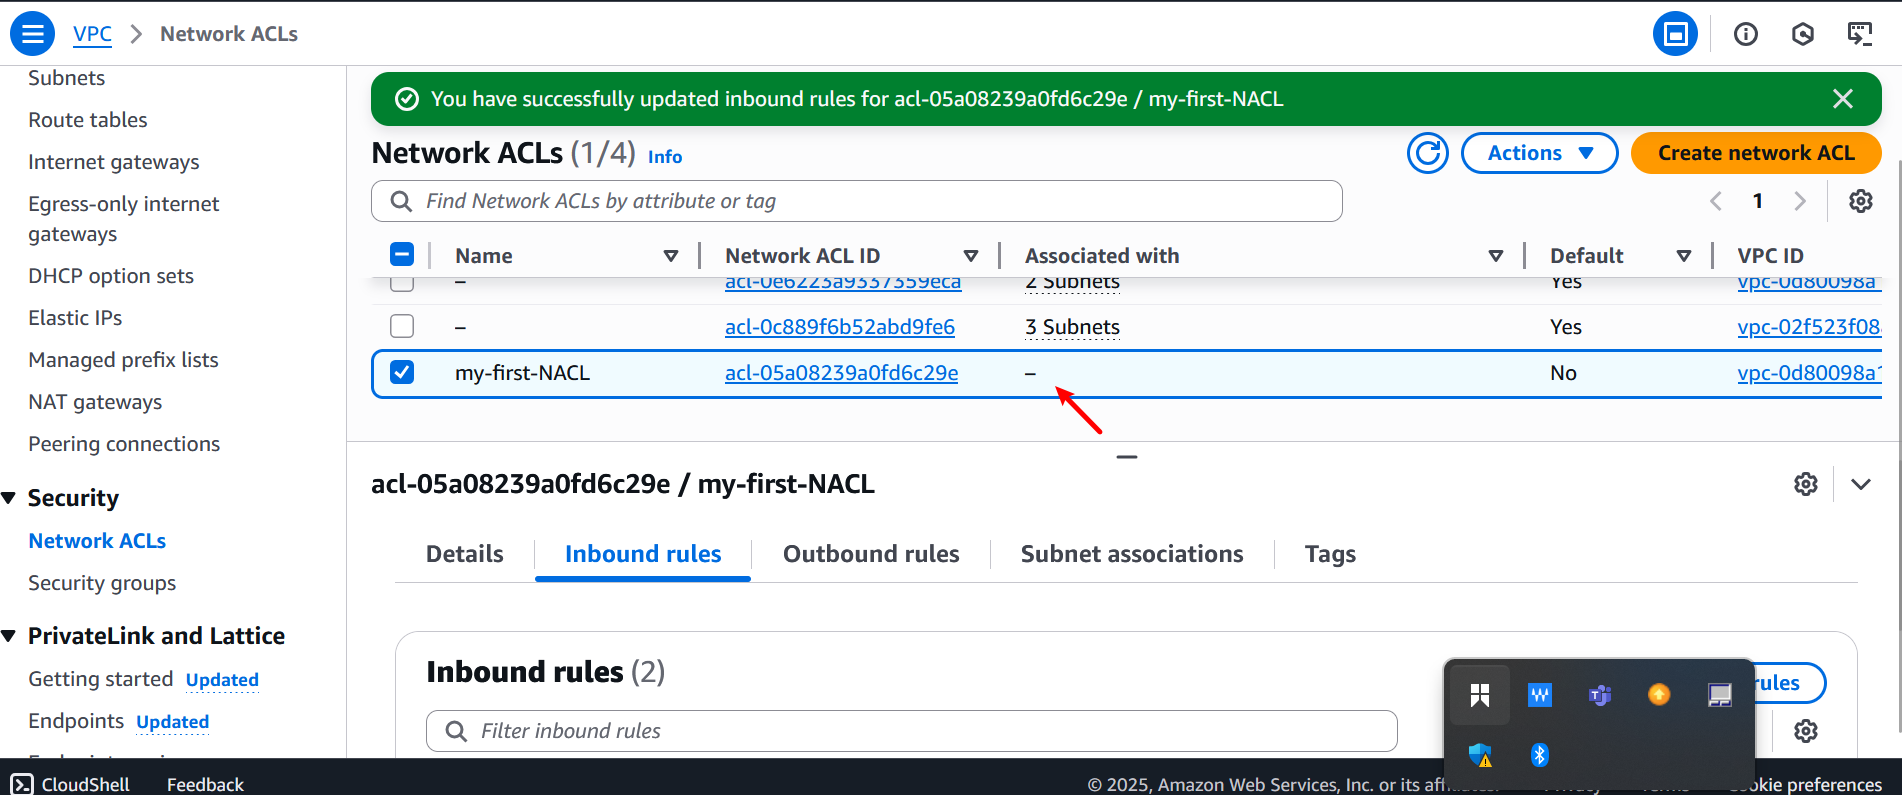 VPC > Network ACLs
Subnets
Route tables
Internet gateways
Egress-only internet
gateways
DHCP option sets
Elastic IPs
Managed prefix lists
NAT gateways
Peering connections
Security
Network ACLs
Security groups
PrivateLink and Lattice
Getting started Updated
Endpoints Updated
You have successfully updated inbound rules for acl-05a08239a0fd6c29e / my-first-NACL
Network ACLs (1/4) Info
Actions
Create network ACL
Find Network ACLs by attribute or tag
1
Name Network ACL ID Associated with Default VPC ID
– acl-0e6223a9337359eca 2 Subnets Yes vpc-0d80098a
– acl-0c889f6b52abd9fe6 3 Subnets Yes vpc-02f523f08
my-first-NACL acl-05a08239a0fd6c29e – No vpc-0d80098a
acl-05a08239a0fd6c29e / my-first-NACL
Details Inbound rules Outbound rules Subnet associations Tags
Inbound rules (2)
rules
Filter inbound rules
CloudShell Feedback © 2025, Amazon Web Services, Inc. or its preferences